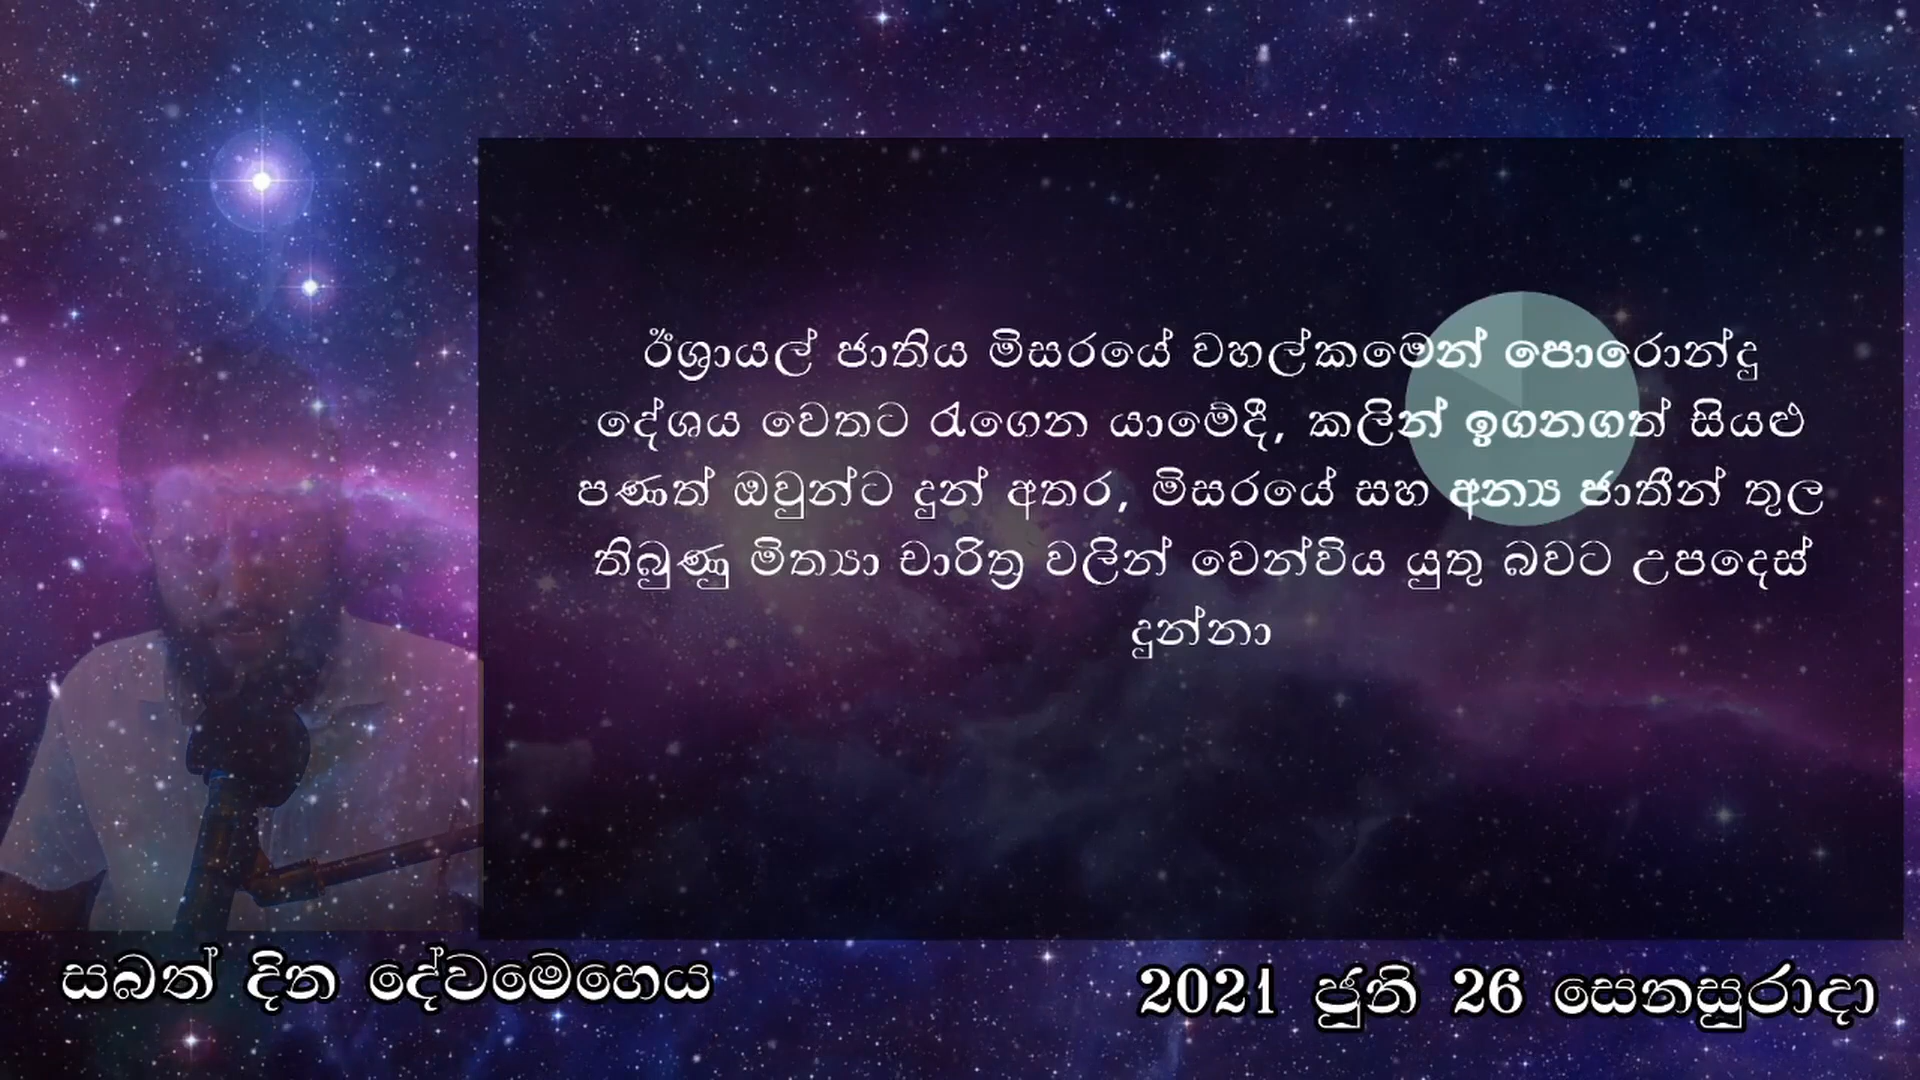 ඊශ්‍රායල් ජාතිය මිසරයේ වහල්කමෙන් පොරොන්දු
දේශය වෙතට රැගෙන යාමේදී, කලින් ඉගනගත් සියළු
පණත් ඔවුන්ට දුන් අතර, මිසරයේ සහ අන්‍ය ජාතීන් තුල
තිබුණු මිත්‍යා චාරිත්‍ර වලින් වෙන්විය යුතු බවට උපදෙස්
දුන්නා
සබත් දින දේවමෙහෙය
2021 ජුනි 26 සෙනසුරාදා